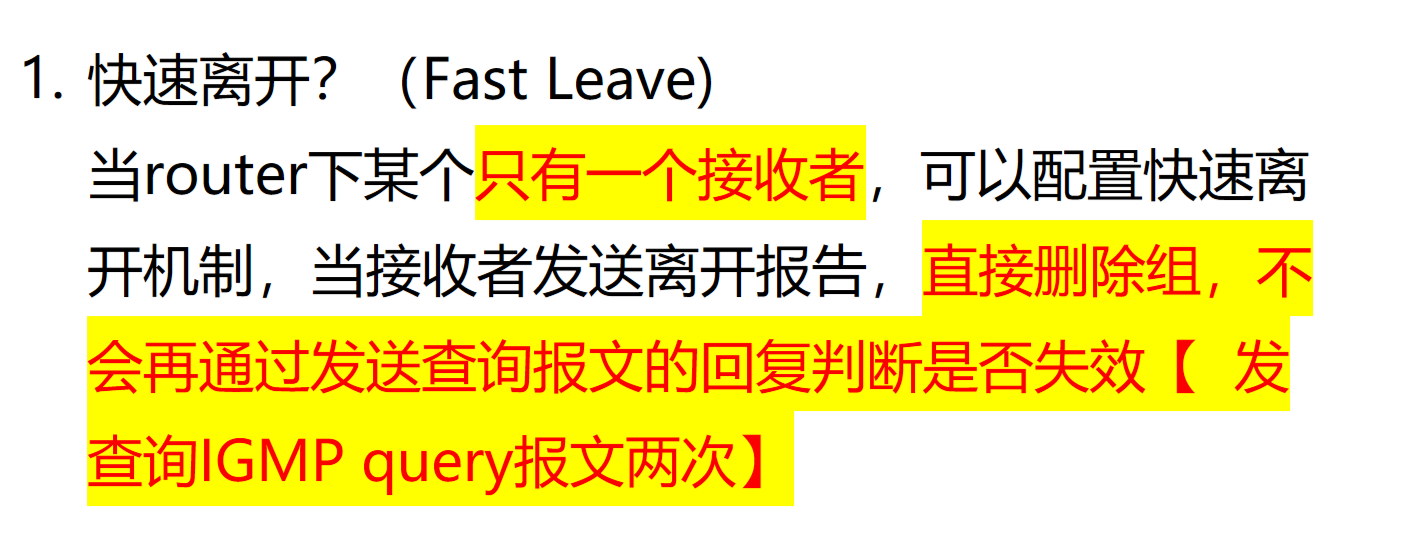 1. 快速离开？（Fast Leave)
当router下某个只有一个接收者，可以配置快速离
开机制，当接收者发送离开报告，直接删除组，不
会再通过发送查询报文的回复判断是否失效【 发
查询IGMP query报文两次】